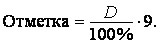 Отметка = D/100% · 9.